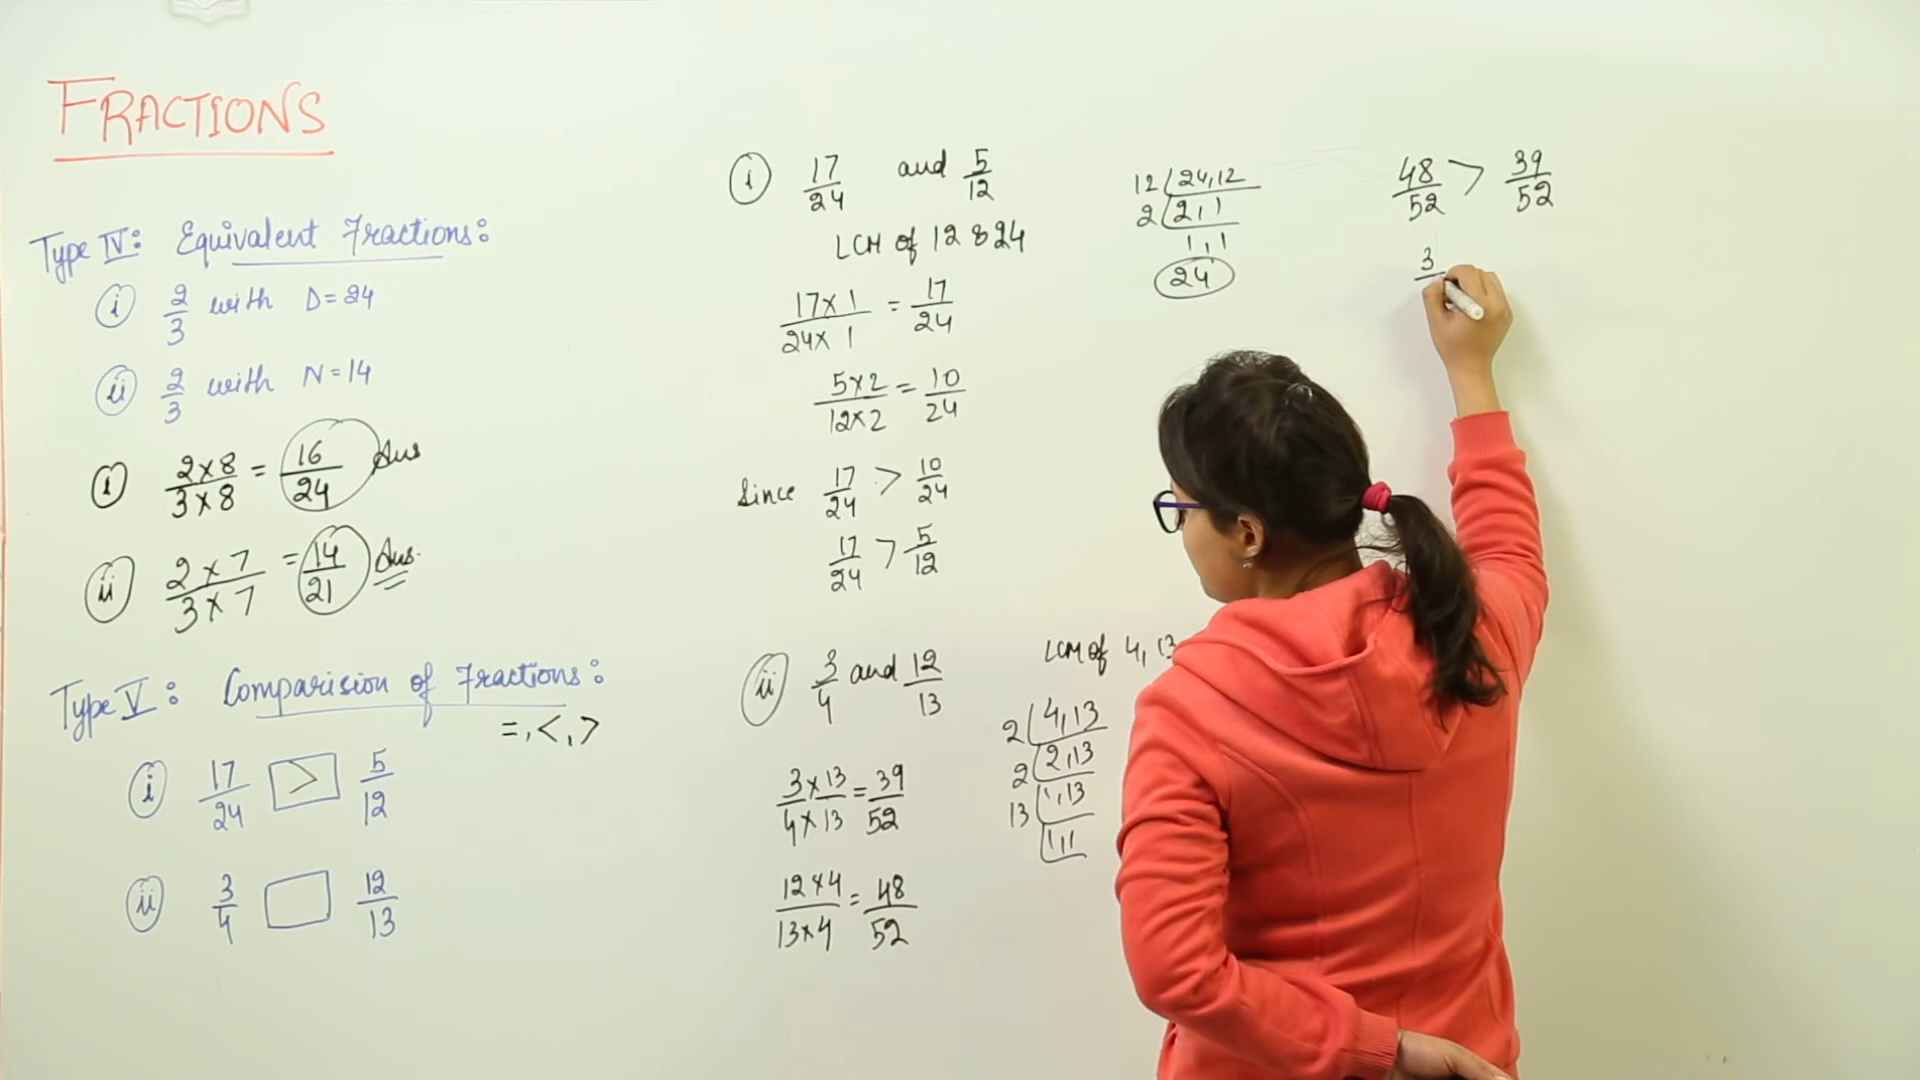 FRACTIONS
Type IV: Equivalent Fractions:
i 2/3 with D=24
ii 2/3 with N=14
i 2×8/3×8 = 16/24 Ans
ii 2×7/3×7 = 14/21 Ans.
Type V: Comparision of Fractions:
=,<,>
i 17/24 > 5/12
ii 3/4 12/13
i 17/24 and 5/12
LCM of 12 & 24
17×1/24×1 = 17/24
5×2/12×2 = 10/24
Since 17/24 > 10/24
17/24 > 5/12
ii 3/4 and 12/13
3×13/4×13 = 39/52
12×4/13×4 = 48/52
12 24,12
2 2,1
1,1
24
LCM of 4,13
2 4,13
2 2,13
13 1,13
1,1
48/52 > 39/52
3